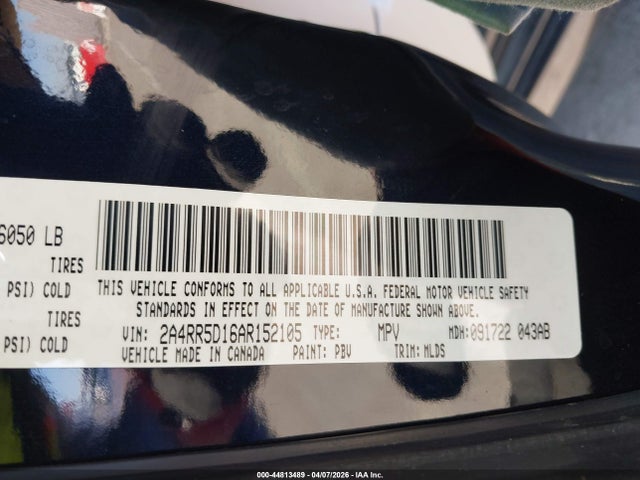 6050 LB
TIRES
PSI) COLD
TIRES
PSI) COLD
THIS VEHICLE CONFORMS TO ALL APPLICABLE U.S.A. FEDERAL MOTOR VEHICLE SAFETY
STANDARDS IN EFFECT ON THE DATE OF MANUFACTURE SHOWN ABOVE.
VIN: 2A4RR5D16AR152105 TYPE: MPV MDH: 091722 043AB
VEHICLE MADE IN CANADA PAINT: PBV TRIM: MLDS
000-44813489 - 04/07/2026 - IAA Inc.